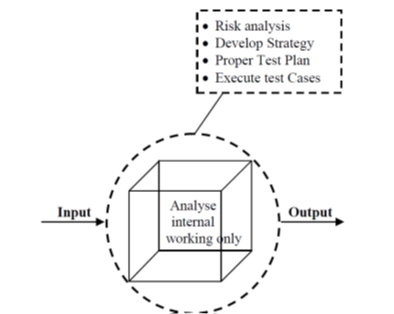 • Risk analysis
• Develop Strategy
• Proper Test Plan
• Execute test Cases
Input
Analyse
internal
working only
Output